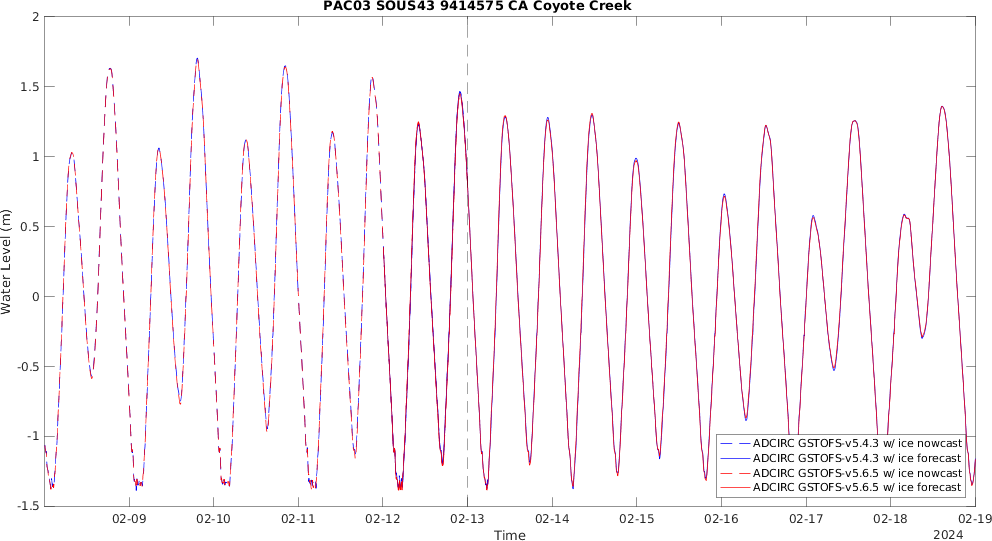 PAC03 SOUS43 9414575 CA Coyote Creek
2
1.5
1
0.5
0
-0.5
-1
-1.5
Water Level (m)
ADCIRC GSTOFS-v5.4.3 w/ ice nowcast
ADCIRC GSTOFS-v5.4.3 w/ ice forecast
ADCIRC GSTOFS-v5.6.5 w/ ice nowcast
ADCIRC GSTOFS-v5.6.5 w/ ice forecast
02-09 02-10 02-11 02-12 02-13 02-14 02-15 02-16 02-17 02-18 02-19
Time
2024